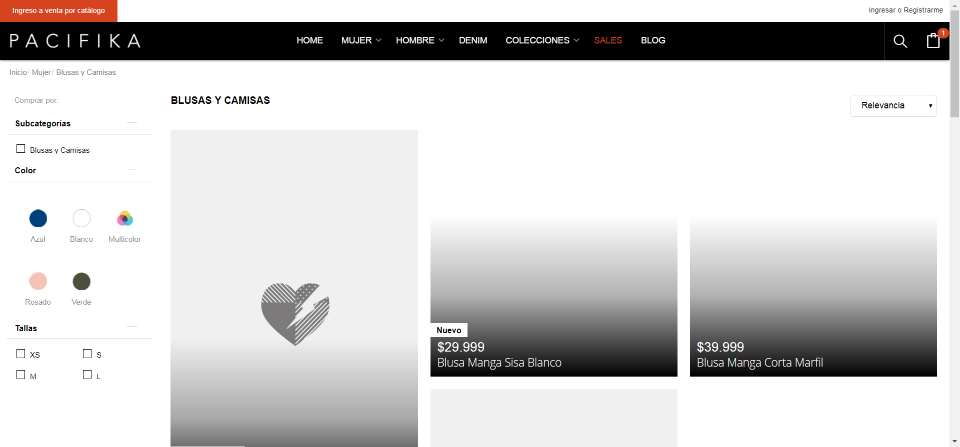 Ingreso a venta por catálogo
Ingresar o Registrarme
PACIFIKA
HOME
MUJER
HOMBRE
DENIM
COLECCIONES
SALES
BLOG
1
Inicio/ Mujer/ Blusas y Camisas
Comprar por:
Subcategorías
Blusas y Camisas
Color
Azul
Blanco
Multicolor
Rosado
Verde
Tallas
XS
S
M
L
BLUSAS Y CAMISAS
Relevancia
Nuevo
$29.999
Blusa Manga Sisa Blanco
$39.999
Blusa Manga Corta Marfil